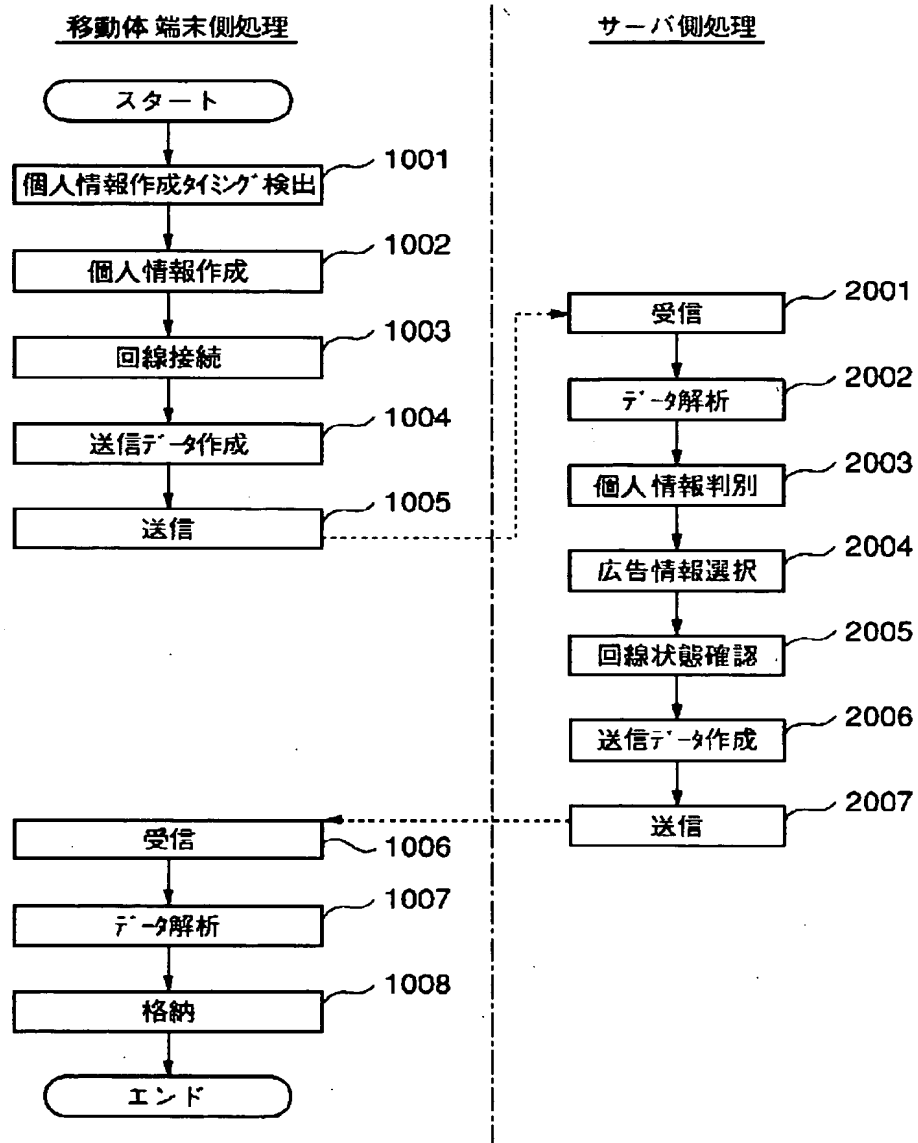 移動体端末側処理
スタート
個人情報作成ﾀｲﾐﾝｸﾞ検出
1001
個人情報作成
1002
回線接続
1003
送信ﾃﾞｰﾀ作成
1004
送信
1005
受信
1006
ﾃﾞｰﾀ解析
1007
格納
1008
エンド
サーバ側処理
受信
2001
ﾃﾞｰﾀ解析
2002
個人情報判別
2003
広告情報選択
2004
回線状態確認
2005
送信ﾃﾞｰﾀ作成
2006
送信
2007